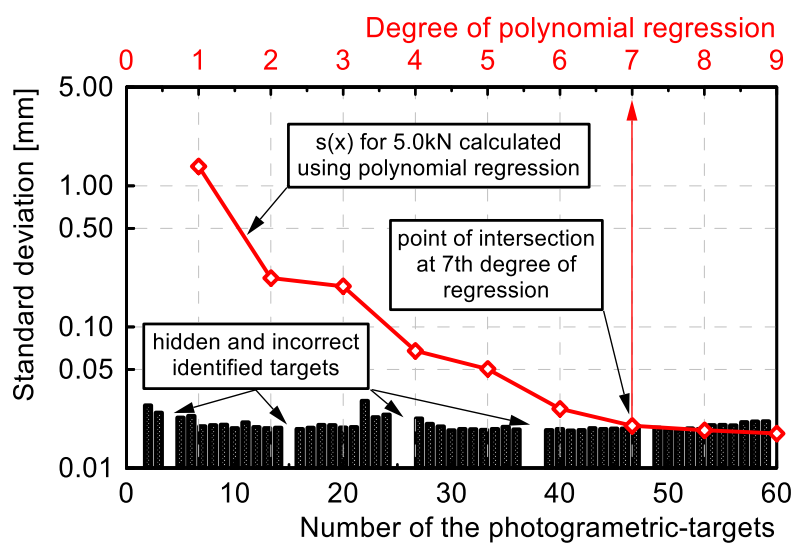 Degree of polynomial regression
0 1 2 3 4 5 6 7 8 9
5.00
1.00
0.50
0.10
0.05
0.01
Standard deviation [mm]
s(x) for 5.0kN calculated
using polynomial regression
point of intersection
at 7th degree of
regression
hidden and incorrect
identified targets
0 10 20 30 40 50 60
Number of the photogrametric-targets